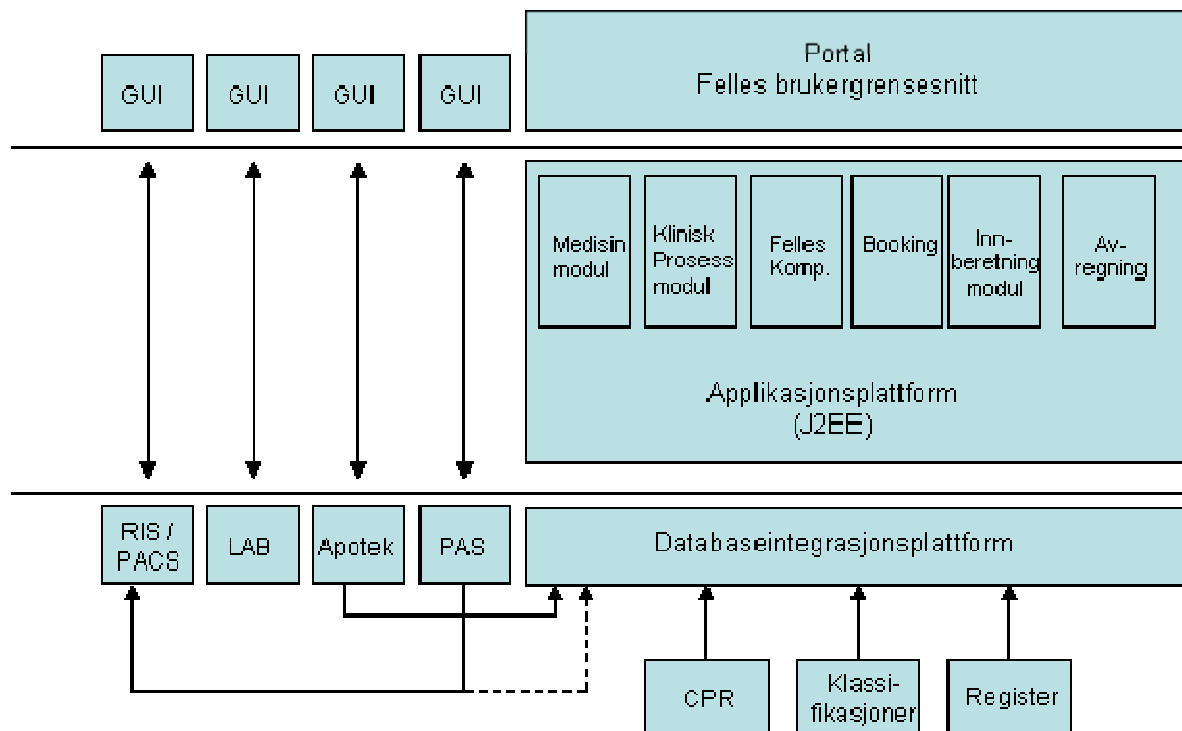 Portal
Felles brukergrensesnitt
GUI
GUI
GUI
GUI
Medisin
modul
Klinisk
Prosess
modul
Felles
Komp.
Booking
Inn-
beretning
modul
Av-
regning
Applikasjonsplattform
(J2EE)
RIS /
PACS
LAB
Apotek
PAS
Databaseintegrasjonsplattform
CPR
Klassi-
fikasjoner
Register